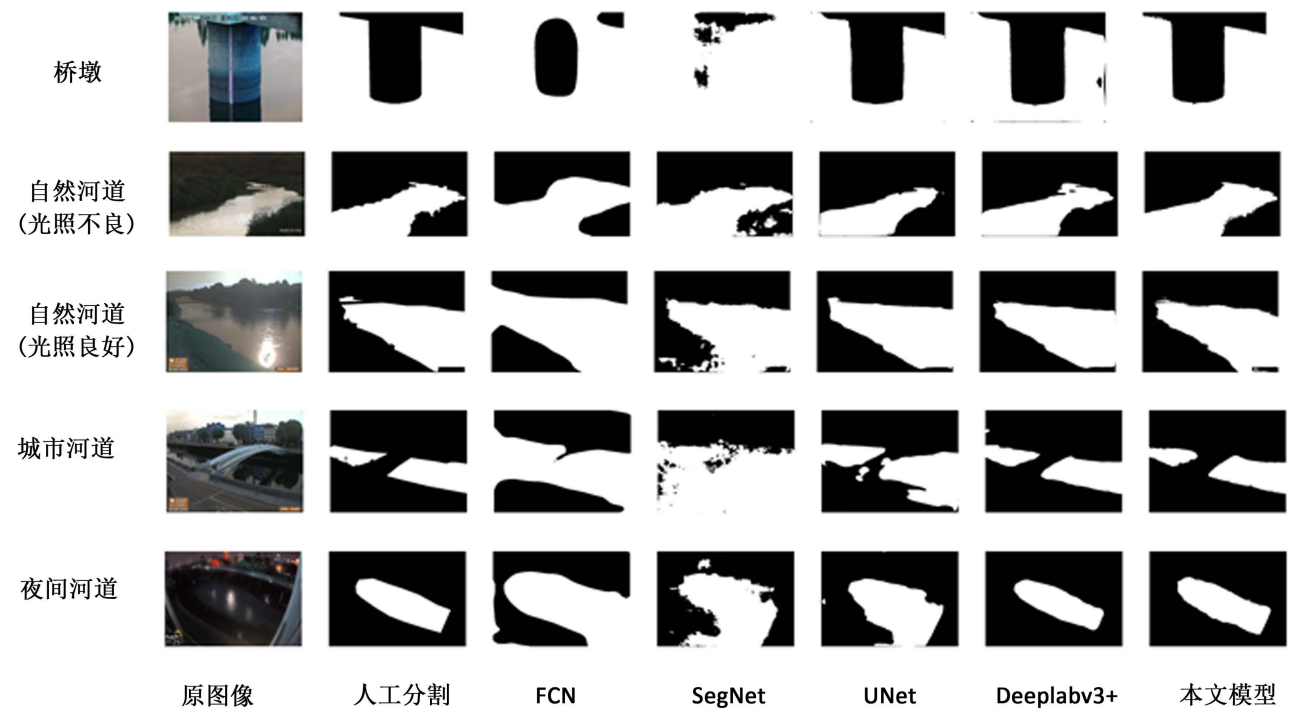 桥墩
自然河道
(光照不良)
自然河道
(光照良好)
城市河道
夜间河道
原图像 人工分割 FCN SegNet UNet Deeplabv3+ 本文模型